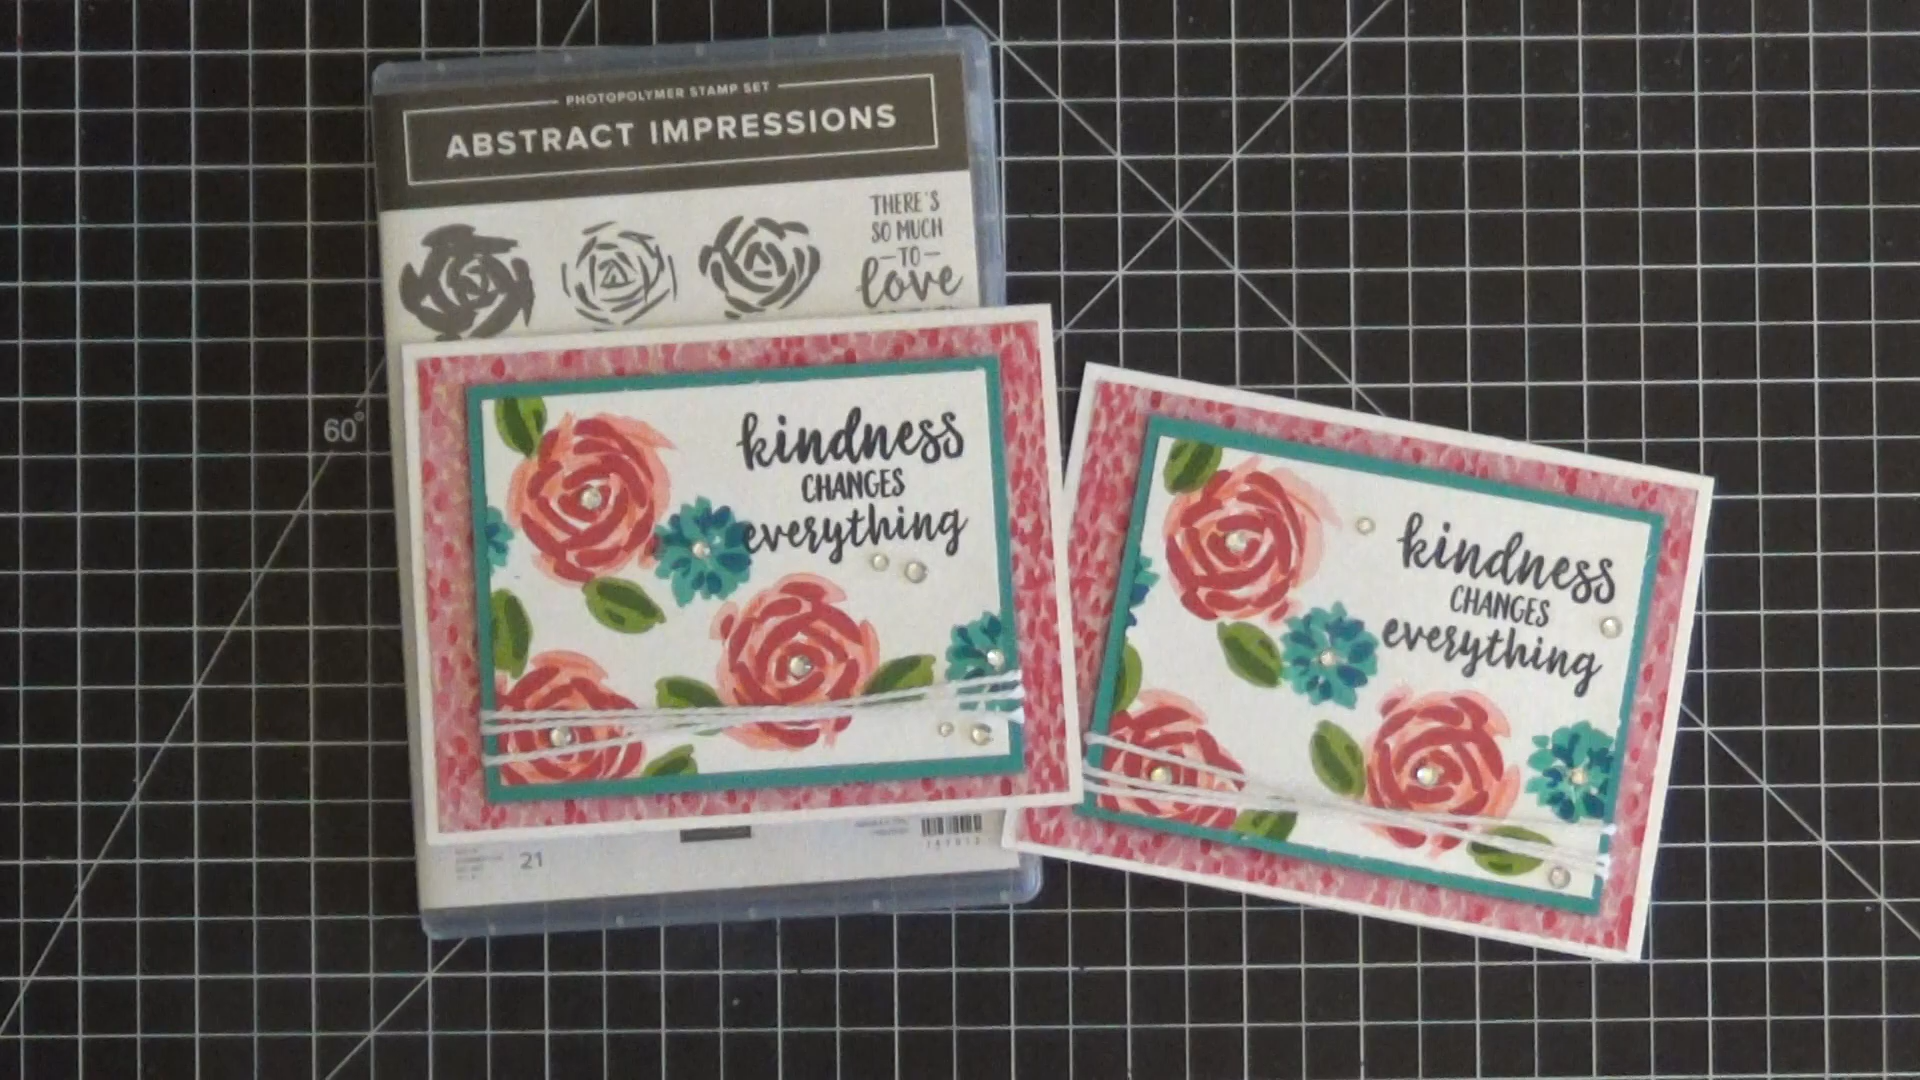 PHOTOPOLYMER STAMP SET
ABSTRACT IMPRESSIONS
THERE'S
SO MUCH
-TO-
love
60°
kindness
CHANGES
everything
kindness
CHANGES
everything
21